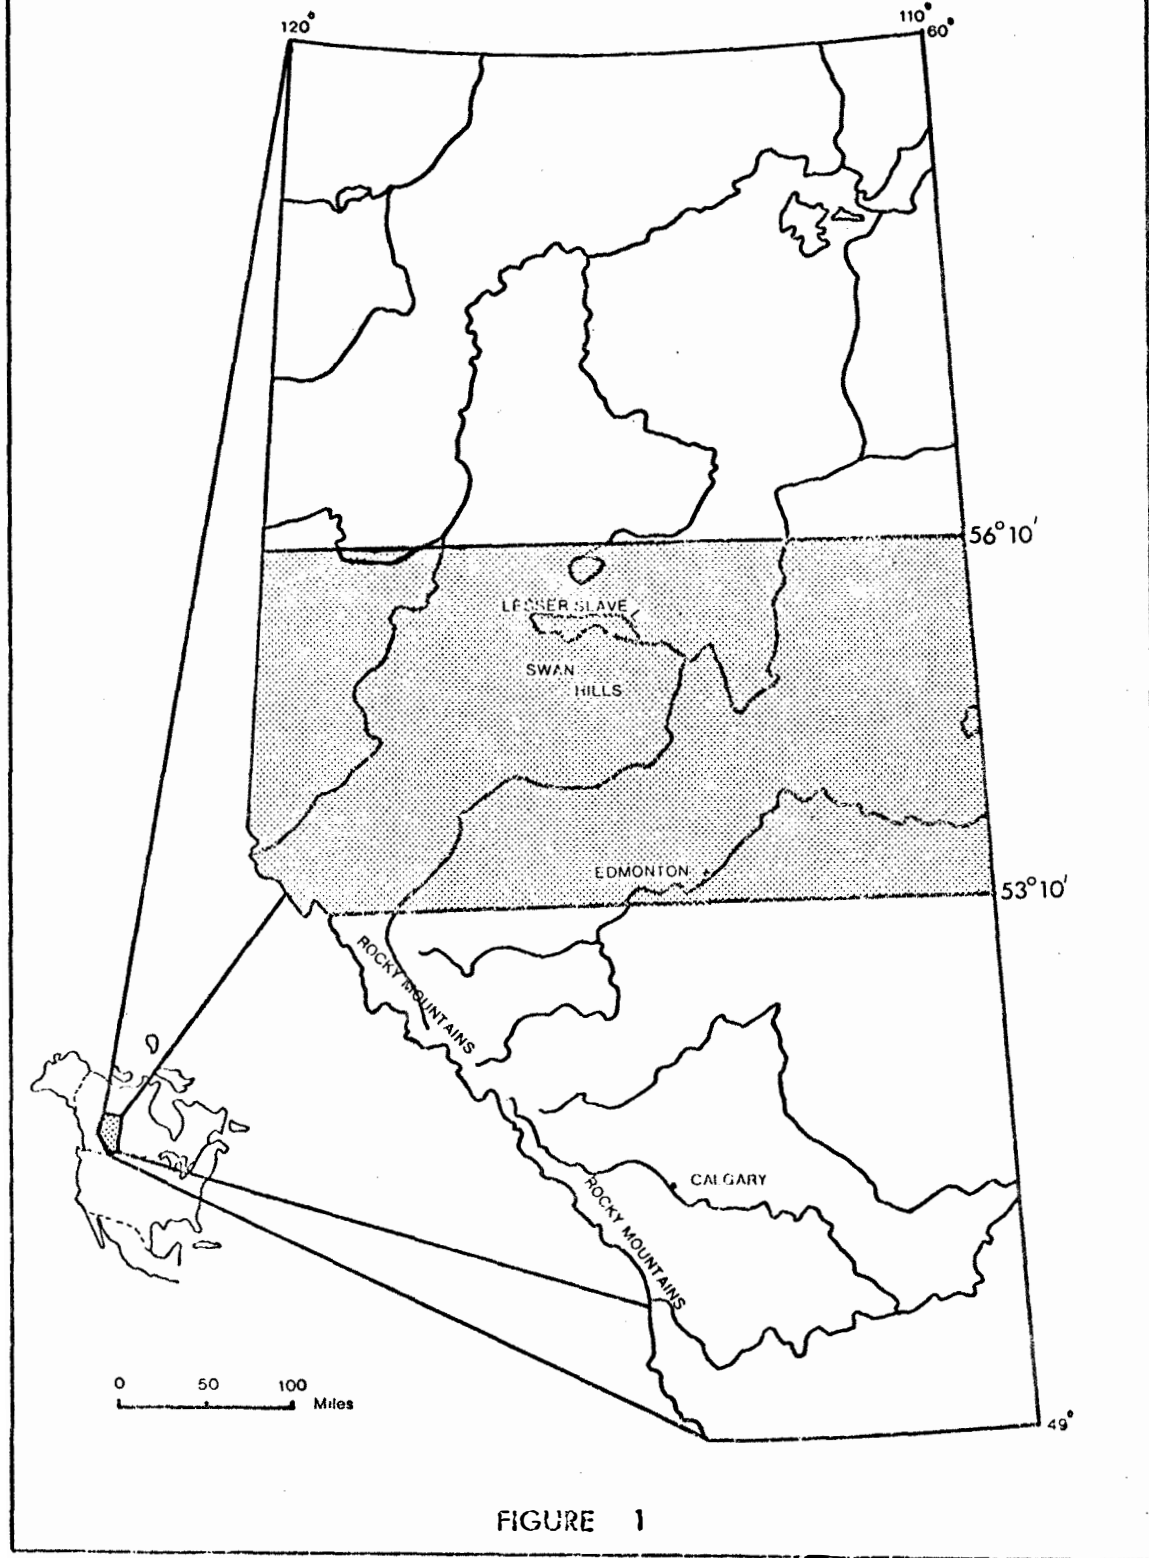 120°
110°
60°
56°10'
LESSER SLAVE
SWAN
HILLS
EDMONTON
53°10'
ROCKY MOUNTAINS
CALGARY
ROCKY MOUNTAINS
0 50 100
Miles
49°
FIGURE 1